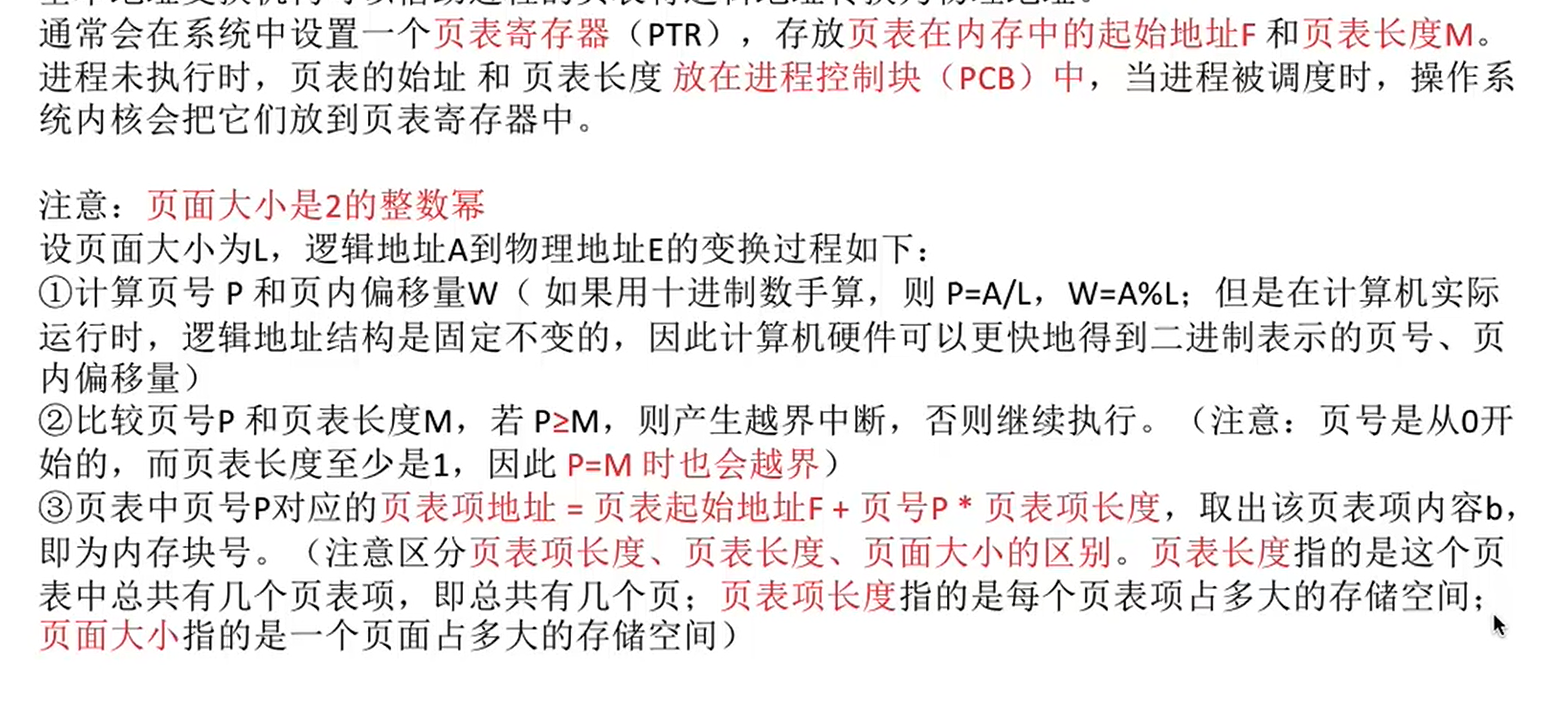 通常会在系统中设置一个页表寄存器（PTR），存放页表在内存中的起始地址F 和页表长度M。
进程未执行时，页表的始址 和 页表长度 放在进程控制块（PCB）中，当进程被调度时，操作系
统内核会把它们放到页表寄存器中。
注意：页面大小是2的整数幂
设页面大小为L，逻辑地址A到物理地址E的变换过程如下：
①计算页号 P 和页内偏移量W（ 如果用十进制数手算，则 P=A/L，W=A%L；但是在计算机实际
运行时，逻辑地址结构是固定不变的，因此计算机硬件可以更快地得到二进制表示的页号、页
内偏移量）
②比较页号P 和页表长度M，若 P≥M，则产生越界中断，否则继续执行。（注意：页号是从0开
始的，而页表长度至少是1，因此 P=M 时也会越界）
③页表中页号P对应的页表项地址 = 页表起始地址F + 页号P * 页表项长度，取出该页表项内容b，
即为内存块号。（注意区分页表项长度、页表长度、页面大小的区别。页表长度指的是这个页
表中总共有几个页表项，即总共有几个页；页表项长度指的是每个页表项占多大的存储空间；
页面大小指的是一个页面占多大的存储空间）